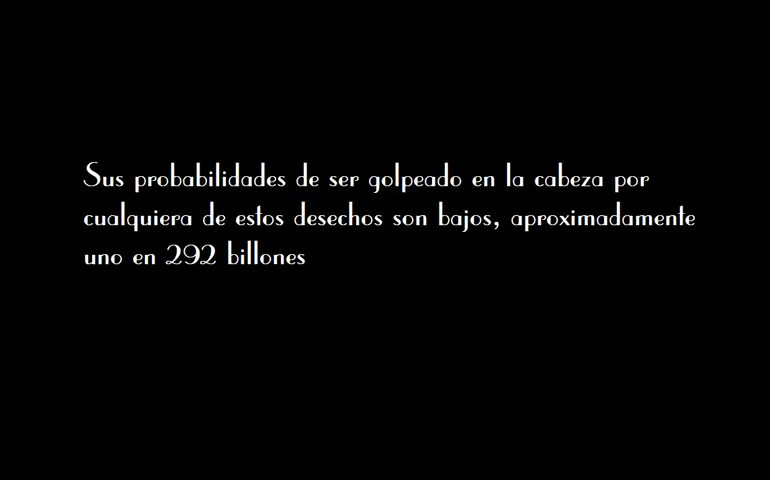 Sus probabilidades de ser golpeado en la cabeza por
cualquiera de estos desechos son bajos, aproximadamente
uno en 292 billones